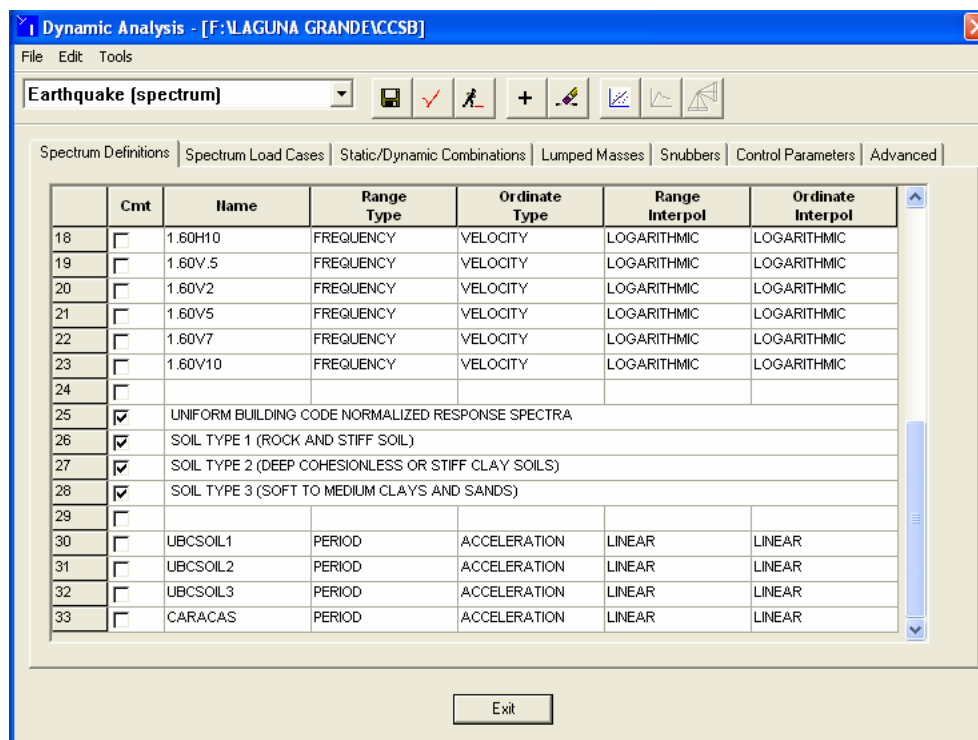 Dynamic Analysis - [F:\LAGUNA GRANDE\CCSB]
File Edit Tools
Earthquake (spectrum)
Spectrum Definitions Spectrum Load Cases Static/Dynamic Combinations Lumped Masses Snubbers Control Parameters Advanced
Cmt Name Range Type Ordinate Type Range Interpol Ordinate Interpol
18 1.60H10 FREQUENCY VELOCITY LOGARITHMIC LOGARITHMIC
19 1.60V.5 FREQUENCY VELOCITY LOGARITHMIC LOGARITHMIC
20 1.60V2 FREQUENCY VELOCITY LOGARITHMIC LOGARITHMIC
21 1.60V5 FREQUENCY VELOCITY LOGARITHMIC LOGARITHMIC
22 1.60V7 FREQUENCY VELOCITY LOGARITHMIC LOGARITHMIC
23 1.60V10 FREQUENCY VELOCITY LOGARITHMIC LOGARITHMIC
24
25 UNIFORM BUILDING CODE NORMALIZED RESPONSE SPECTRA
26 SOIL TYPE 1 (ROCK AND STIFF SOIL)
27 SOIL TYPE 2 (DEEP COHESIONLESS OR STIFF CLAY SOILS)
28 SOIL TYPE 3 (SOFT TO MEDIUM CLAYS AND SANDS)
29
30 UBCSOIL1 PERIOD ACCELERATION LINEAR LINEAR
31 UBCSOIL2 PERIOD ACCELERATION LINEAR LINEAR
32 UBCSOIL3 PERIOD ACCELERATION LINEAR LINEAR
33 CARACAS PERIOD ACCELERATION LINEAR LINEAR
Exit